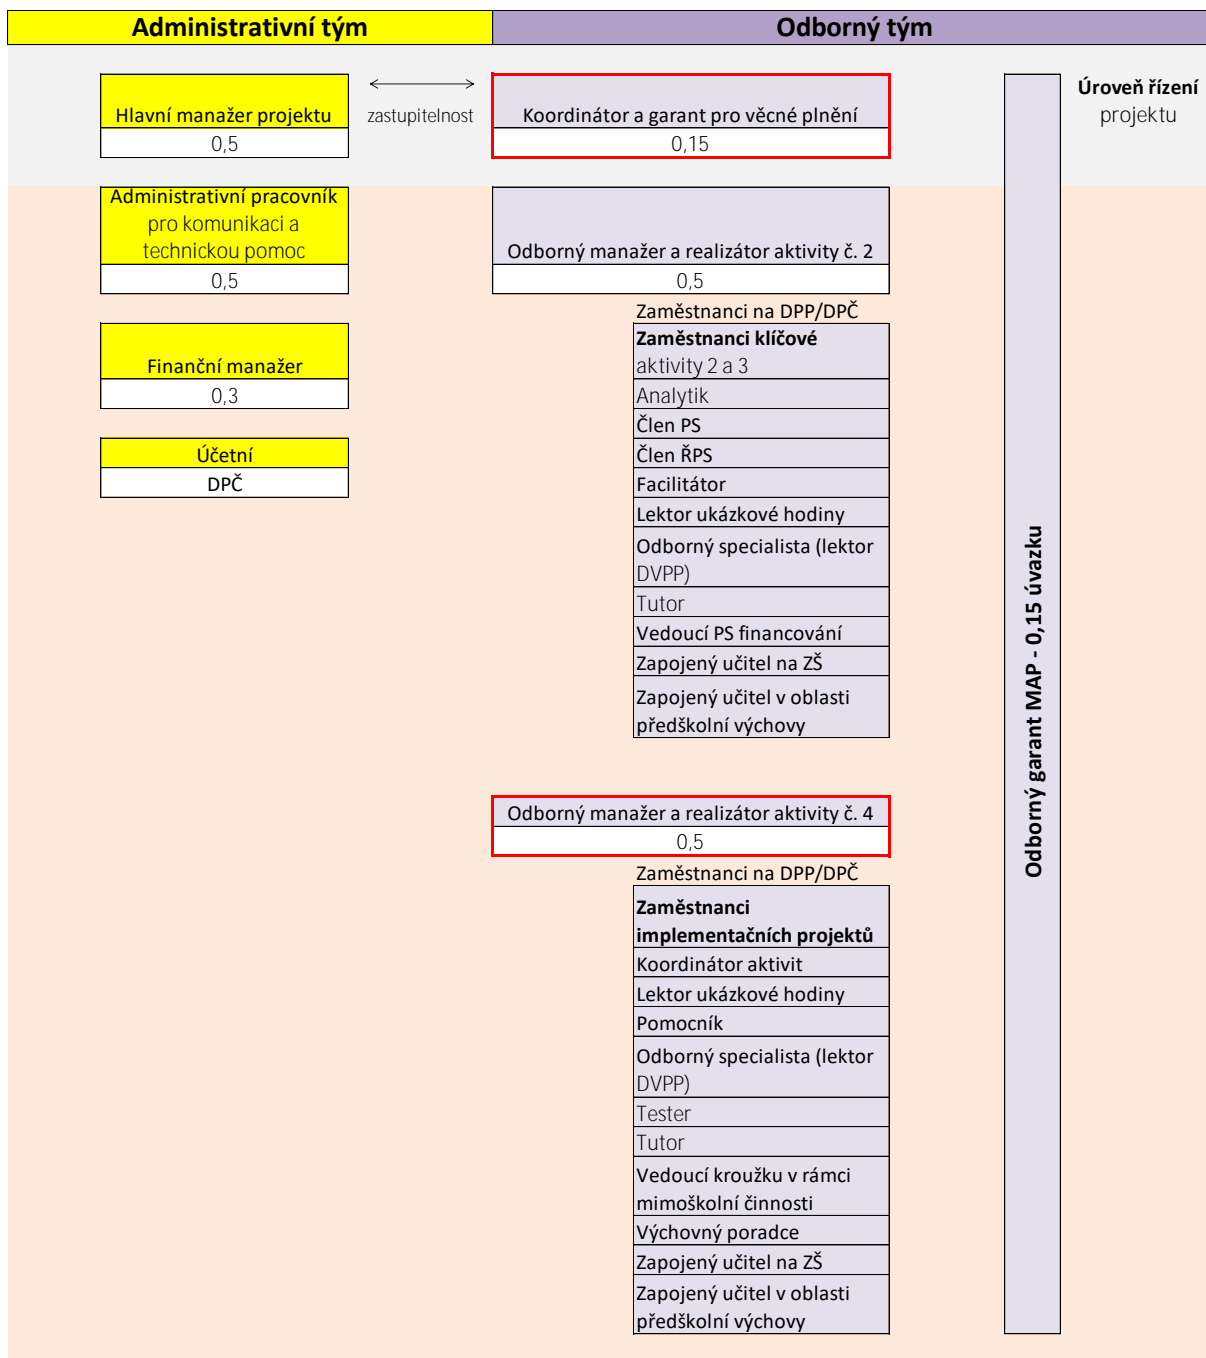 Administrativní tým
Odborný tým
Hlavní manažer projektu
0,5
zastupitelnost
Koordinátor a garant pro věcné plnění
0,15
Úroveň řízení
projektu
Administrativní pracovník
pro komunikaci a
technickou pomoc
0,5
Finanční manažer
0,3
Účetní
DPČ
Odborný manažer a realizátor aktivity č. 2
0,5
Zaměstnanci na DPP/DPČ
Zaměstnanci klíčové
aktivity 2 a 3
Analytik
Člen PS
Člen ŘPS
Facilitátor
Lektor ukázkové hodiny
Odborný specialista (lektor
DVPP)
Tutor
Vedoucí PS financování
Zapojený učitel na ZŠ
Zapojený učitel v oblasti
předškolní výchovy
Odborný manažer a realizátor aktivity č. 4
0,5
Zaměstnanci na DPP/DPČ
Zaměstnanci
implementačních projektů
Koordinátor aktivit
Lektor ukázkové hodiny
Pomocník
Odborný specialista (lektor
DVPP)
Tester
Tutor
Vedoucí kroužku v rámci
mimoškolní činnosti
Výchovný poradce
Zapojený učitel na ZŠ
Zapojený učitel v oblasti
předškolní výchovy
Odborný garant MAP - 0,15 úvazku